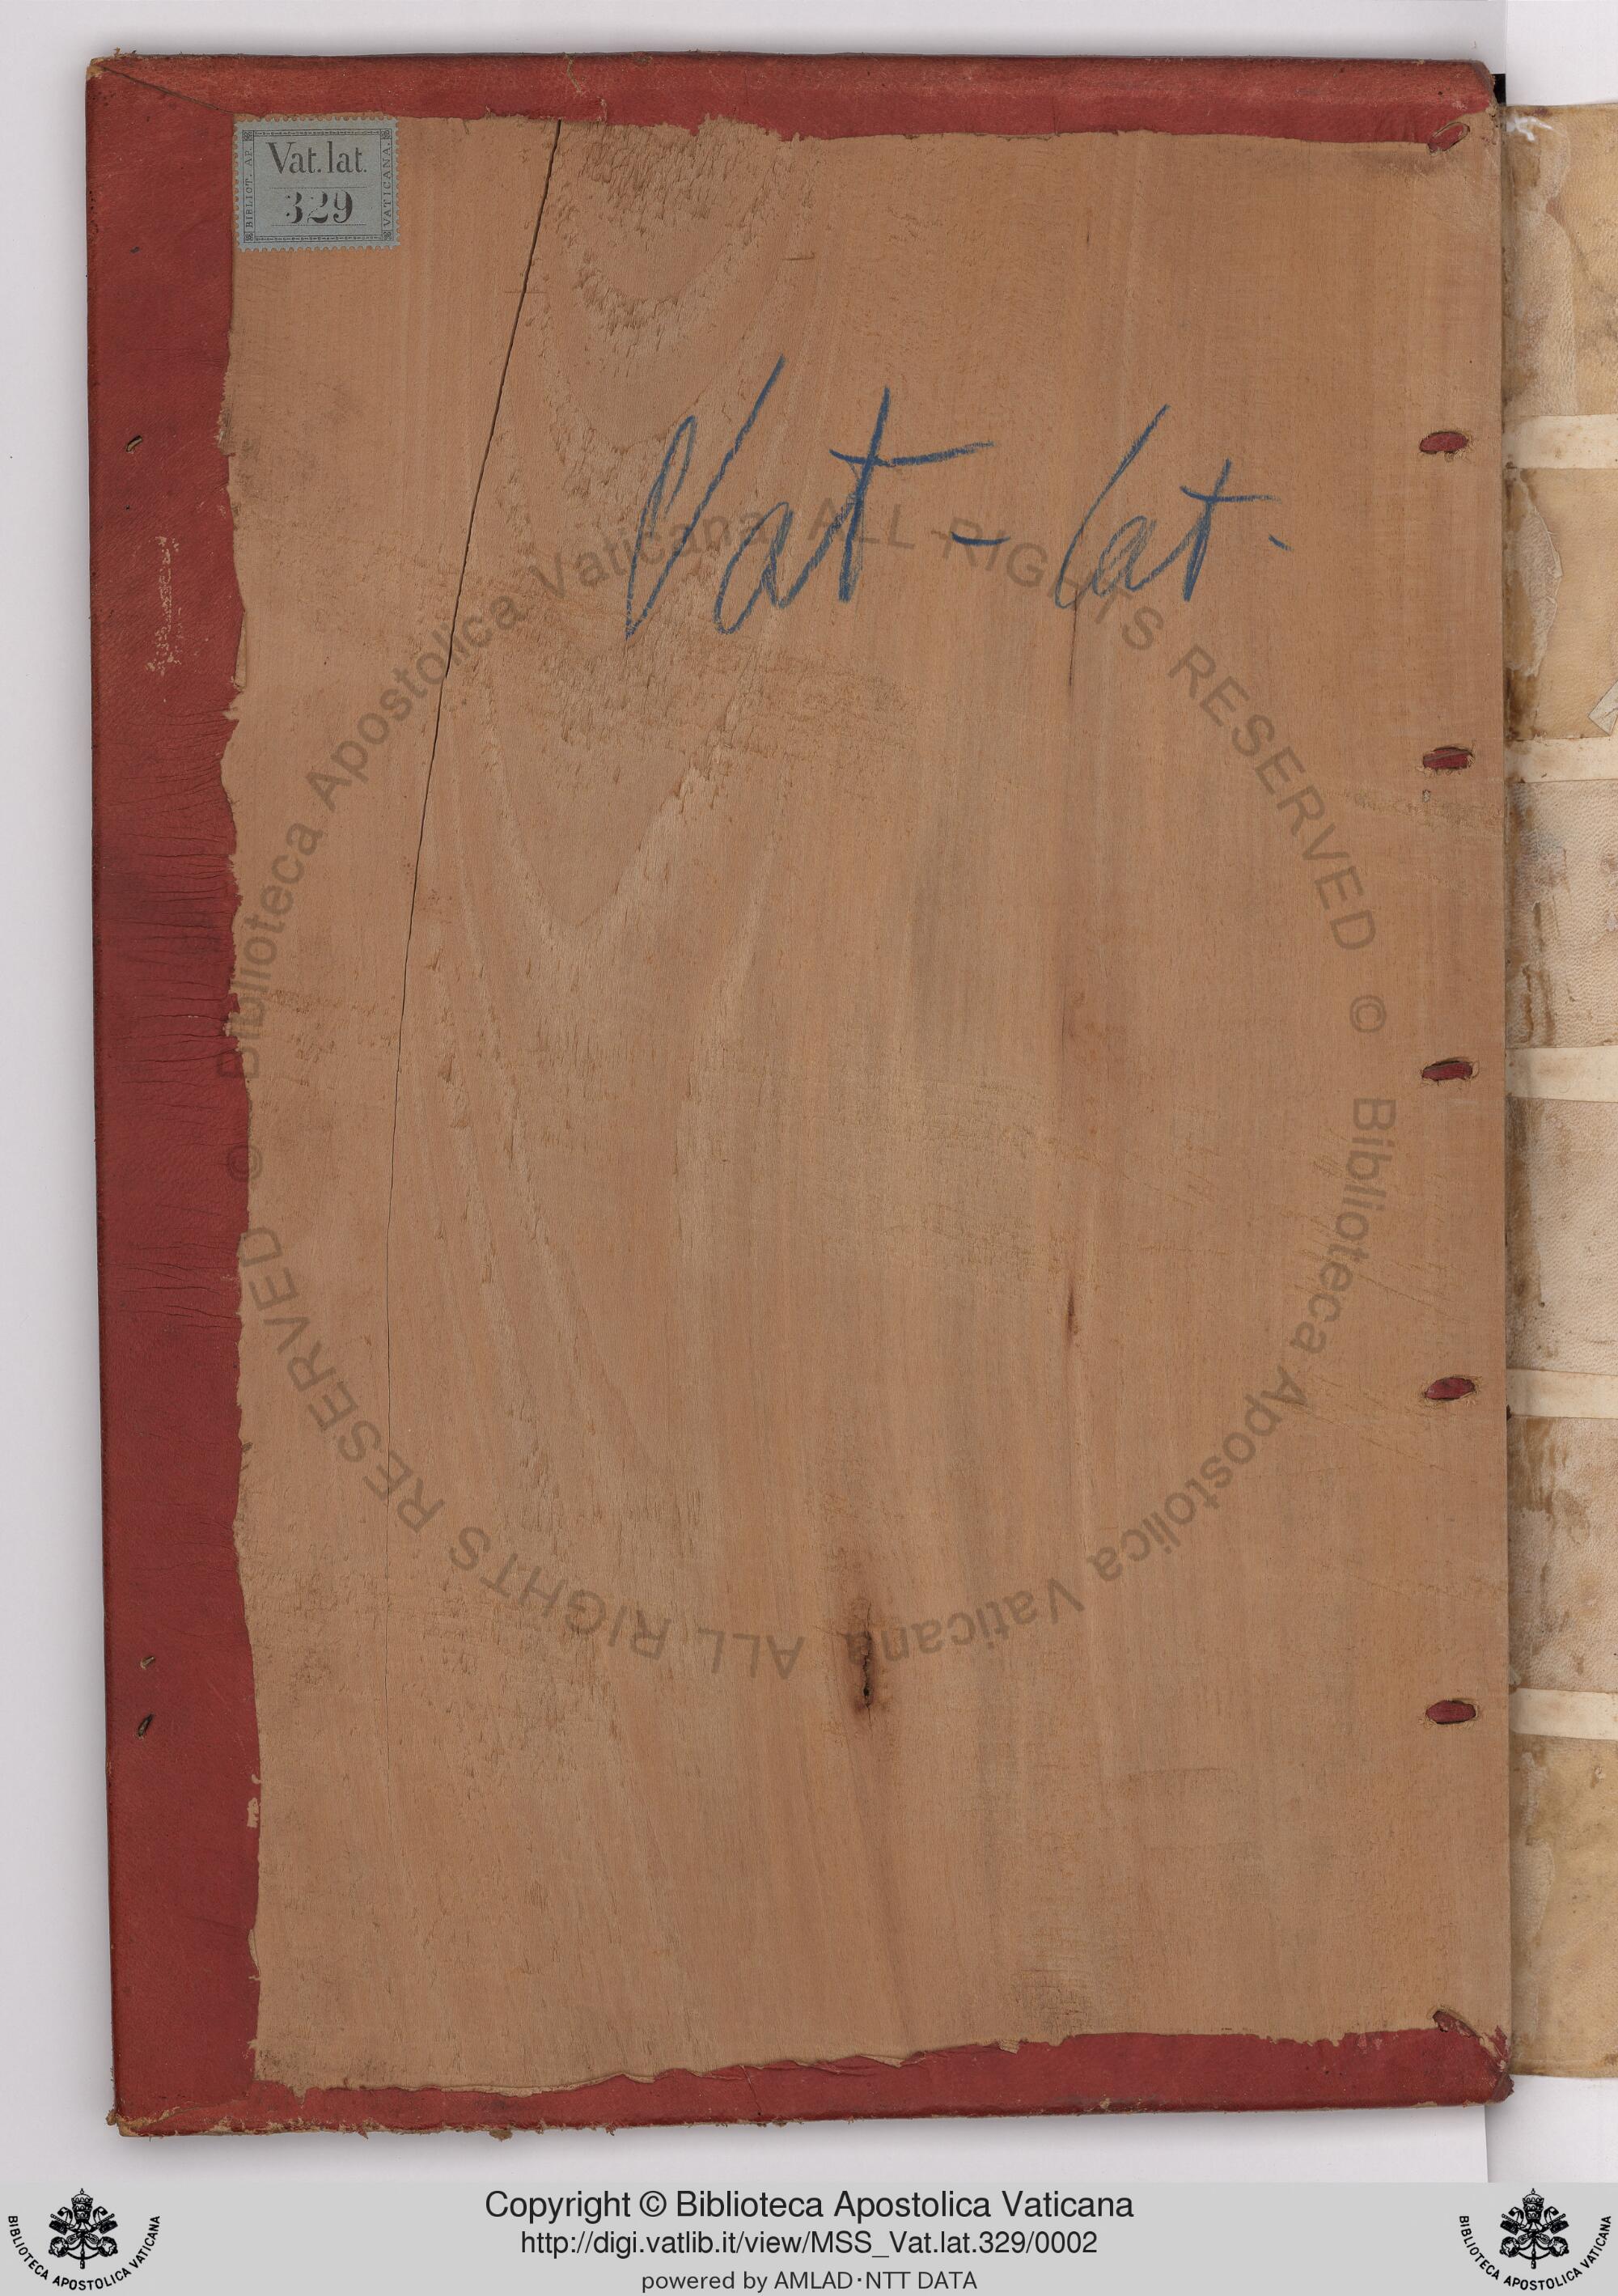 BIBLIOT. AP. VATICANA
Vat. lat.
329
Vat - lat.
© Biblioteca Apostolica Vaticana ALL RIGHTS RESERVED © Biblioteca Apostolica Vaticana ALL RIGHTS RESERVED
Copyright © Biblioteca Apostolica Vaticana
http://digi.vatlib.it/view/MSS_Vat.lat.329/0002
powered by AMLAD·NTT DATA
BIBLIOTECA APOSTOLICA VATICANA
BIBLIOTECA APOSTOLICA VATICANA